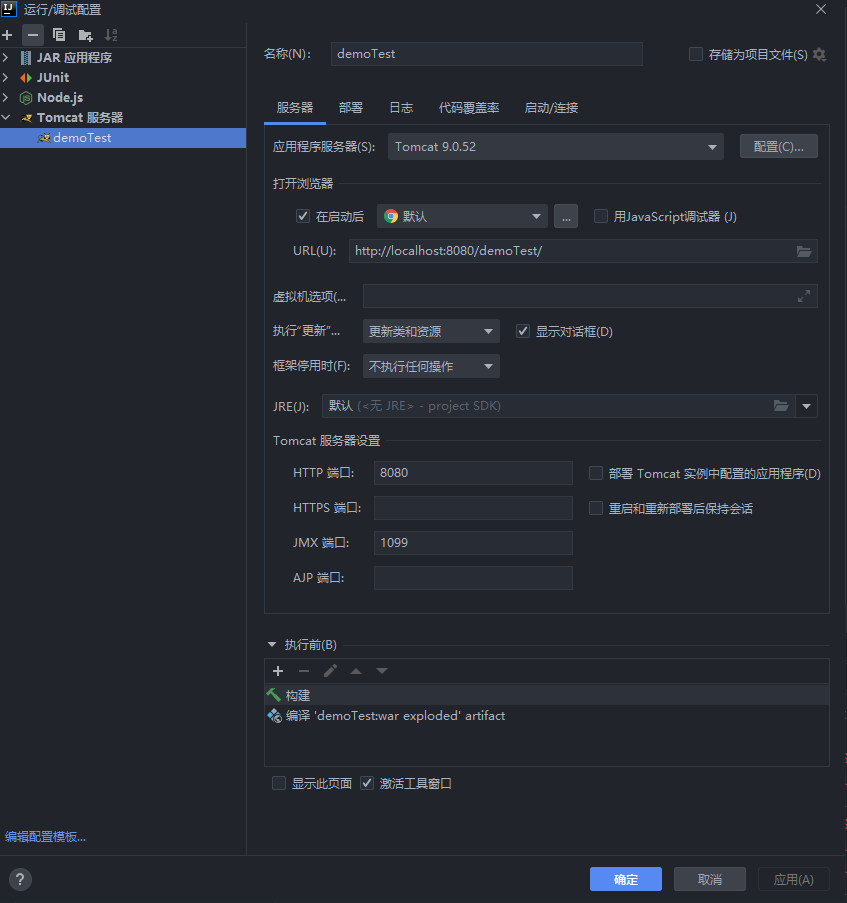 运行/调试配置
JAR 应用程序
JUnit
Node.js
Tomcat 服务器
demoTest
编辑配置模板...
名称(N):
demoTest
存储为项目文件(S)
服务器 部署 日志 代码覆盖率 启动/连接
应用程序服务器(S): Tomcat 9.0.52 配置(C)...
打开浏览器
在启动后 默认 ... 用JavaScript调试器 (J)
URL(U): http://localhost:8080/demoTest/
虚拟机选项(...
执行“更新”... 更新类和资源 显示对话框(D)
框架停用时(F): 不执行任何操作
JRE(J): 默认 (<无 JRE> - project SDK)
Tomcat 服务器设置
HTTP 端口: 8080 部署 Tomcat 实例中配置的应用程序(D)
HTTPS 端口: 重启和重新部署后保持会话
JMX 端口: 1099
AJP 端口:
执行前(B)
构建
编译 'demoTest:war exploded' artifact
显示此页面 激活工具窗口
? 确定 取消 应用(A)